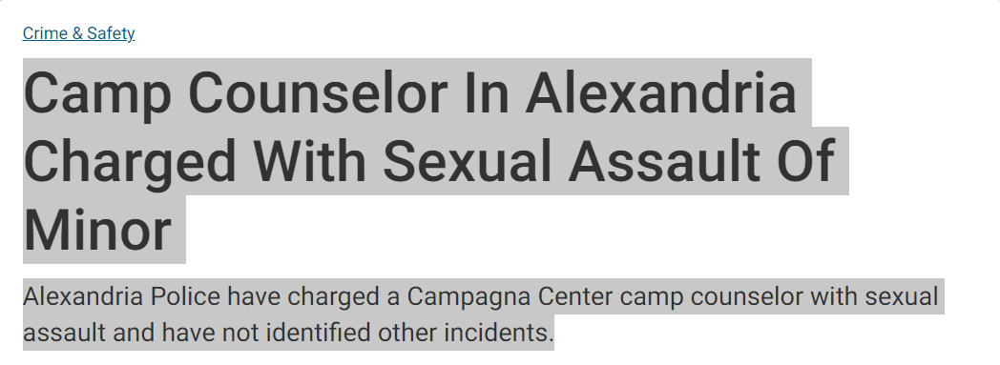 Crime & Safety
Camp Counselor In Alexandria
Charged With Sexual Assault Of
Minor
Alexandria Police have charged a Campagna Center camp counselor with sexual
assault and have not identified other incidents.